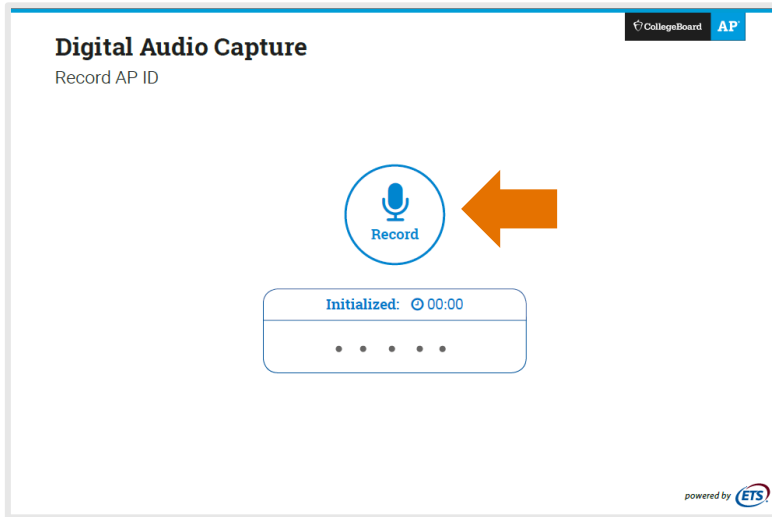 CollegeBoard AP
Digital Audio Capture
Record AP ID
Record
Initialized: 00:00
powered by ETS